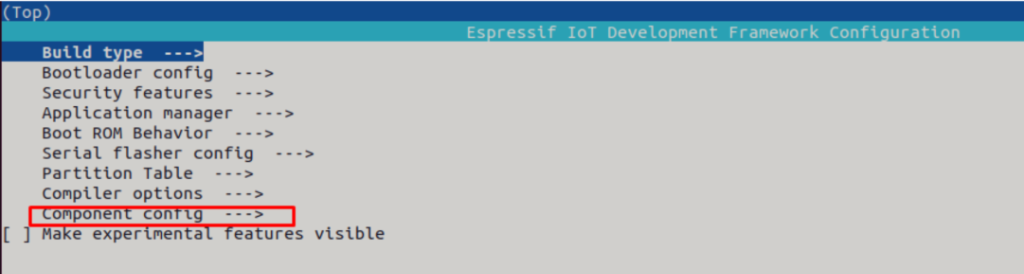 (Top)
Espressif IoT Development Framework Configuration
Build type  --->
Bootloader config  --->
Security features  --->
Application manager  --->
Boot ROM Behavior  --->
Serial flasher config  --->
Partition Table  --->
Compiler options  --->
Component config  --->
[ ] Make experimental features visible